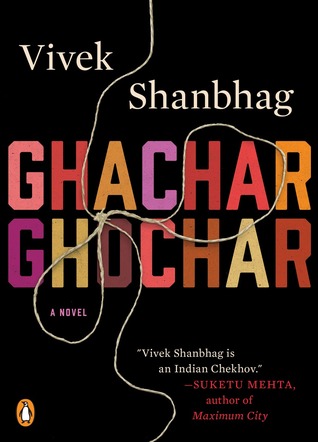 Vivek
Shanbhag
GHACHAR
GHOCHAR
A NOVEL
"Vivek Shanbhag is
an Indian Chekhov."
—SUKETU MEHTA,
author of
Maximum City